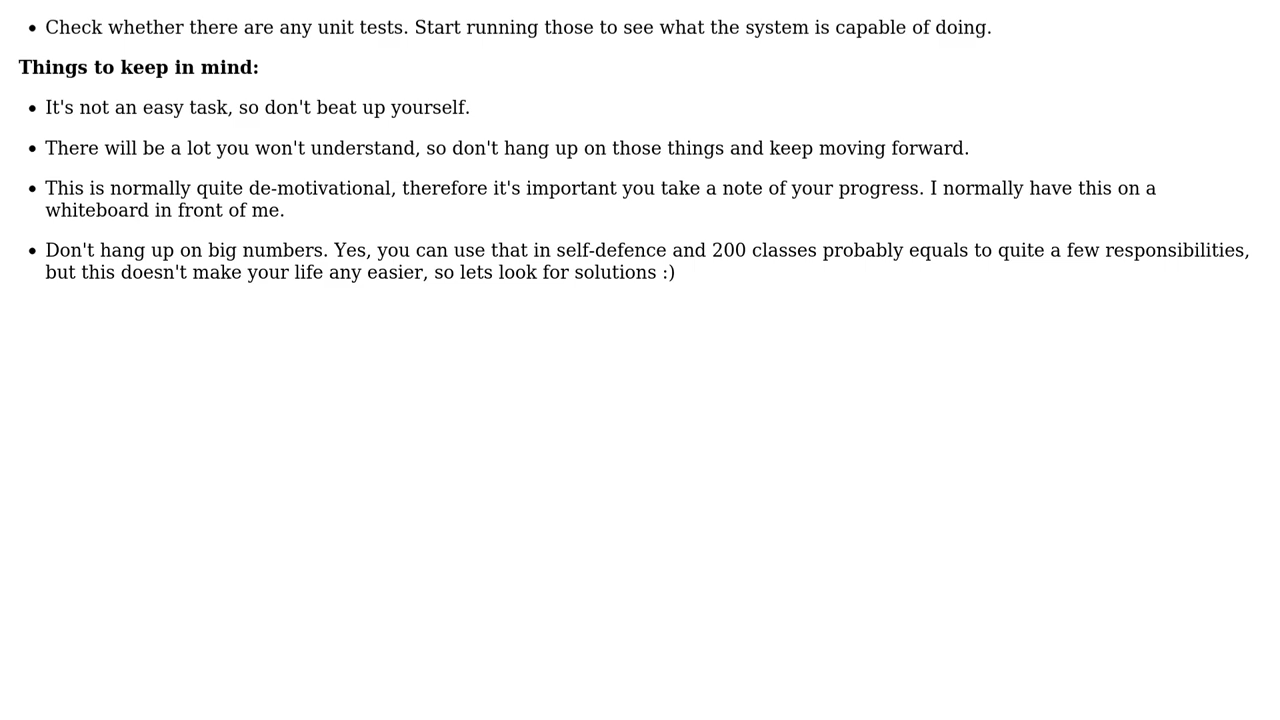 Check whether there are any unit tests. Start running those to see what the system is capable of doing.
Things to keep in mind:
It's not an easy task, so don't beat up yourself.
There will be a lot you won't understand, so don't hang up on those things and keep moving forward.
This is normally quite de-motivational, therefore it's important you take a note of your progress. I normally have this on a
whiteboard in front of me.
Don't hang up on big numbers. Yes, you can use that in self-defence and 200 classes probably equals to quite a few responsibilities,
but this doesn't make your life any easier, so lets look for solutions :)